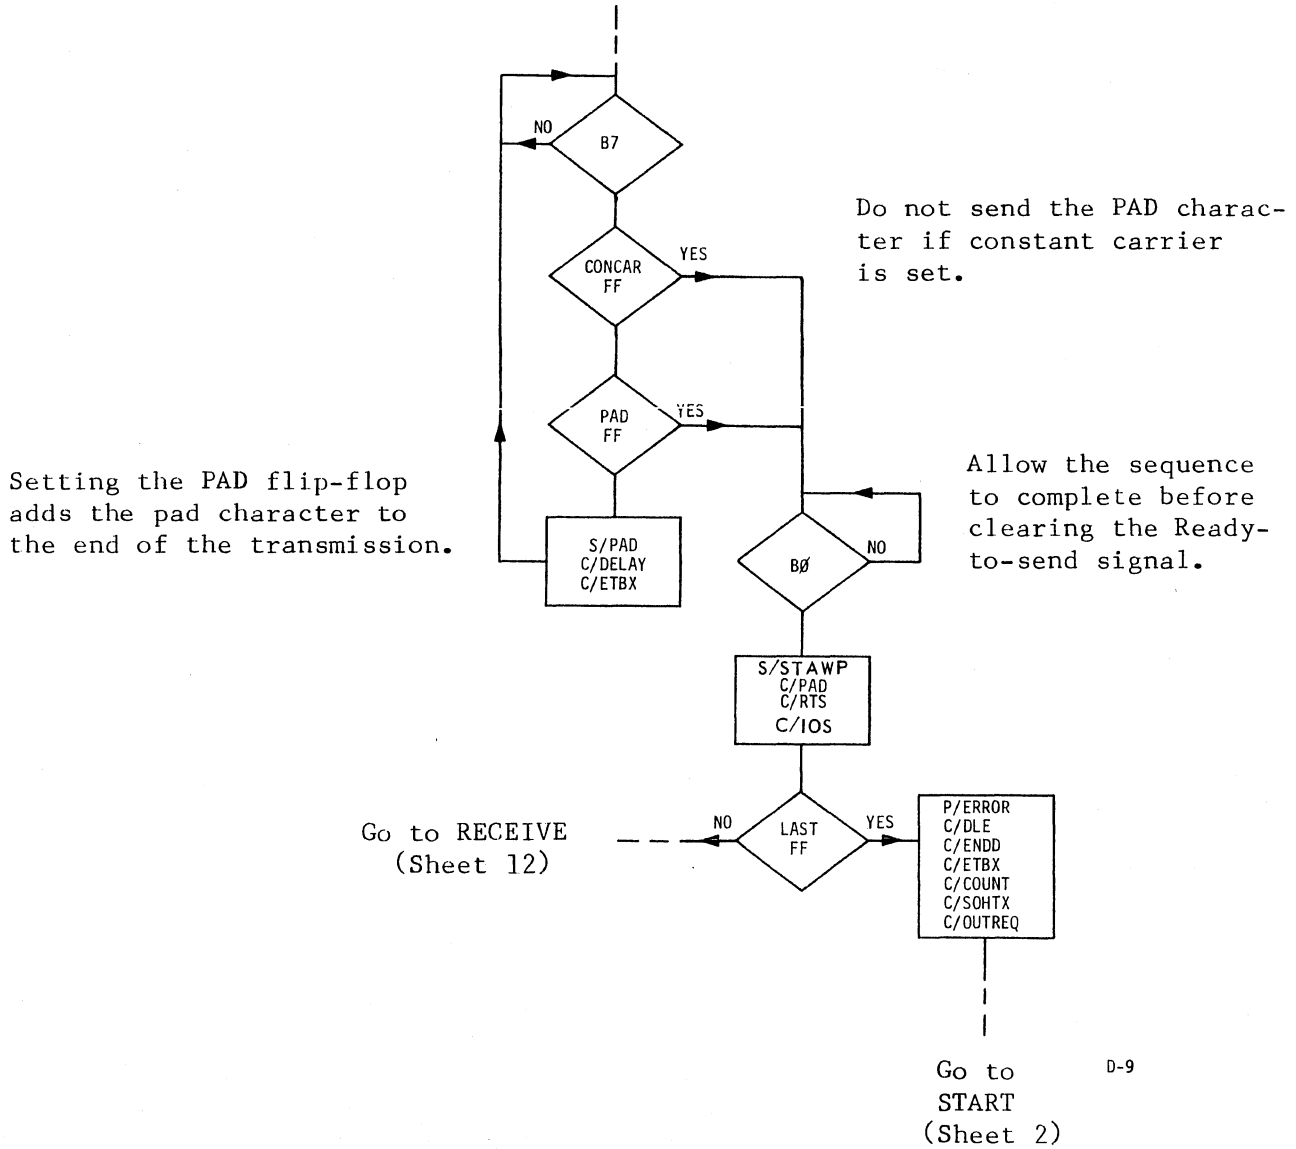 NO
B7
Do not send the PAD charac-
ter if constant carrier
is set.
CONCAR
FF
YES
PAD
FF
YES
Setting the PAD flip-flop
adds the pad character to
the end of the transmission.
S/PAD
C/DELAY
C/ETBX
Allow the sequence
to complete before
clearing the Ready-
to-send signal.
BØ
NO
S/STAWP
C/PAD
C/RTS
C/IOS
Go to RECEIVE
(Sheet 12)
NO
LAST
FF
YES
P/ERROR
C/DLE
C/ENDD
C/ETBX
C/COUNT
C/SOHTX
C/OUTREQ
Go to
START
(Sheet 2)
D-9